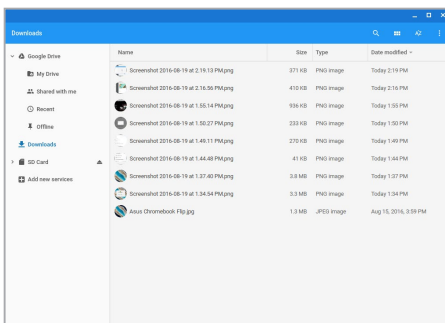 Downloads
Google Drive
My Drive
Shared with me
Recent
Offline
Downloads
SD Card
Add new services
Name Size Type Date modified
Screenshot 2016-08-19 at 2.19.13 PM.png 371 KB PNG image Today 2:19 PM
Screenshot 2016-08-19 at 2.16.56 PM.png 410 KB PNG image Today 2:16 PM
Screenshot 2016-08-19 at 1.55.14 PM.png 936 KB PNG image Today 1:55 PM
Screenshot 2016-08-19 at 1.50.27 PM.png 233 KB PNG image Today 1:50 PM
Screenshot 2016-08-19 at 1.49.11 PM.png 270 KB PNG image Today 1:49 PM
Screenshot 2016-08-19 at 1.44.48 PM.png 41 KB PNG image Today 1:44 PM
Screenshot 2016-08-19 at 1.37.40 PM.png 3.8 MB PNG image Today 1:37 PM
Screenshot 2016-08-19 at 1.34.54 PM.png 3.3 MB PNG image Today 1:34 PM
Asus Chromebook Flip.jpg 1.3 MB JPEG image Aug 15, 2016, 3:59 PM